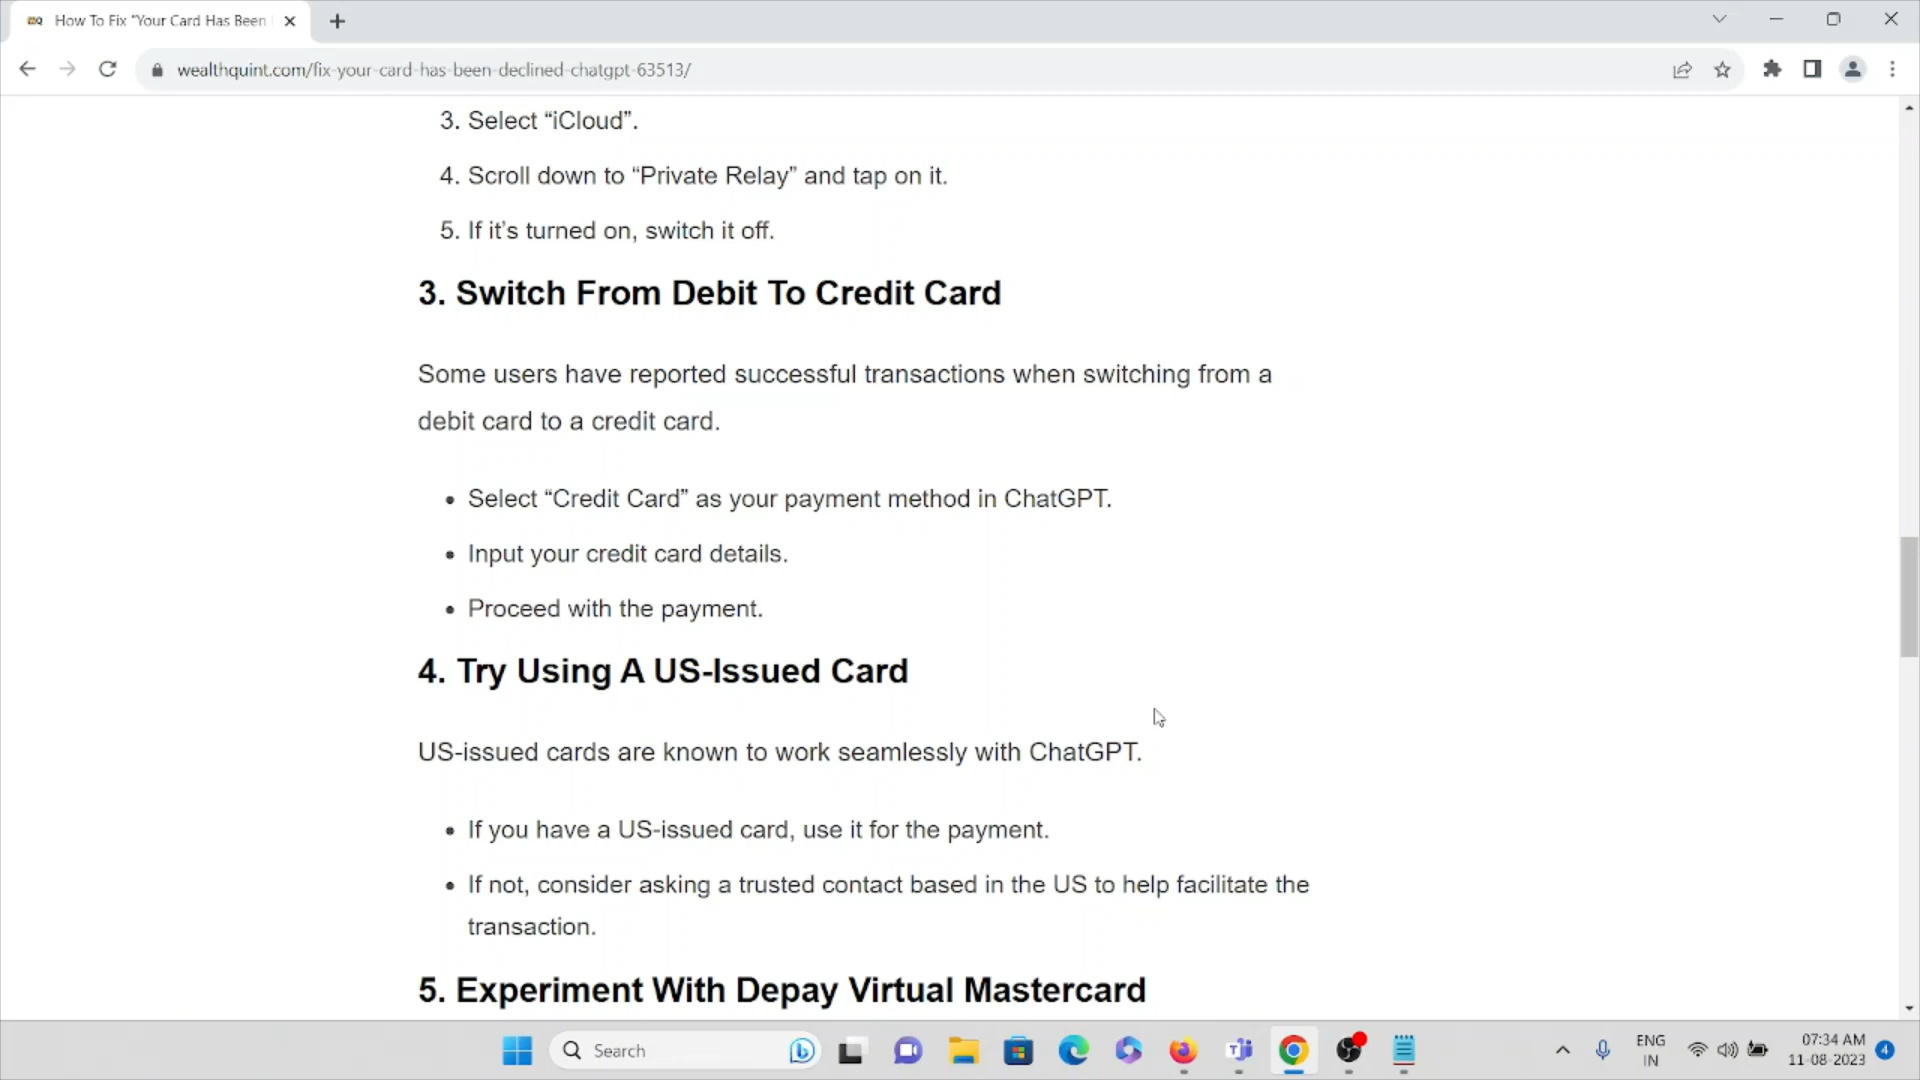 How To Fix "Your Card Has Been
wealthquint.com/fix-your-card-has-been-declined-chatgpt-63513/
3. Select “iCloud”.
4. Scroll down to “Private Relay” and tap on it.
5. If it’s turned on, switch it off.
3. Switch From Debit To Credit Card
Some users have reported successful transactions when switching from a
debit card to a credit card.
• Select “Credit Card” as your payment method in ChatGPT.
• Input your credit card details.
• Proceed with the payment.
4. Try Using A US-Issued Card
US-issued cards are known to work seamlessly with ChatGPT.
• If you have a US-issued card, use it for the payment.
• If not, consider asking a trusted contact based in the US to help facilitate the
transaction.
5. Experiment With Depay Virtual Mastercard
Search
ENG
IN
07:34 AM
11-08-2023
4